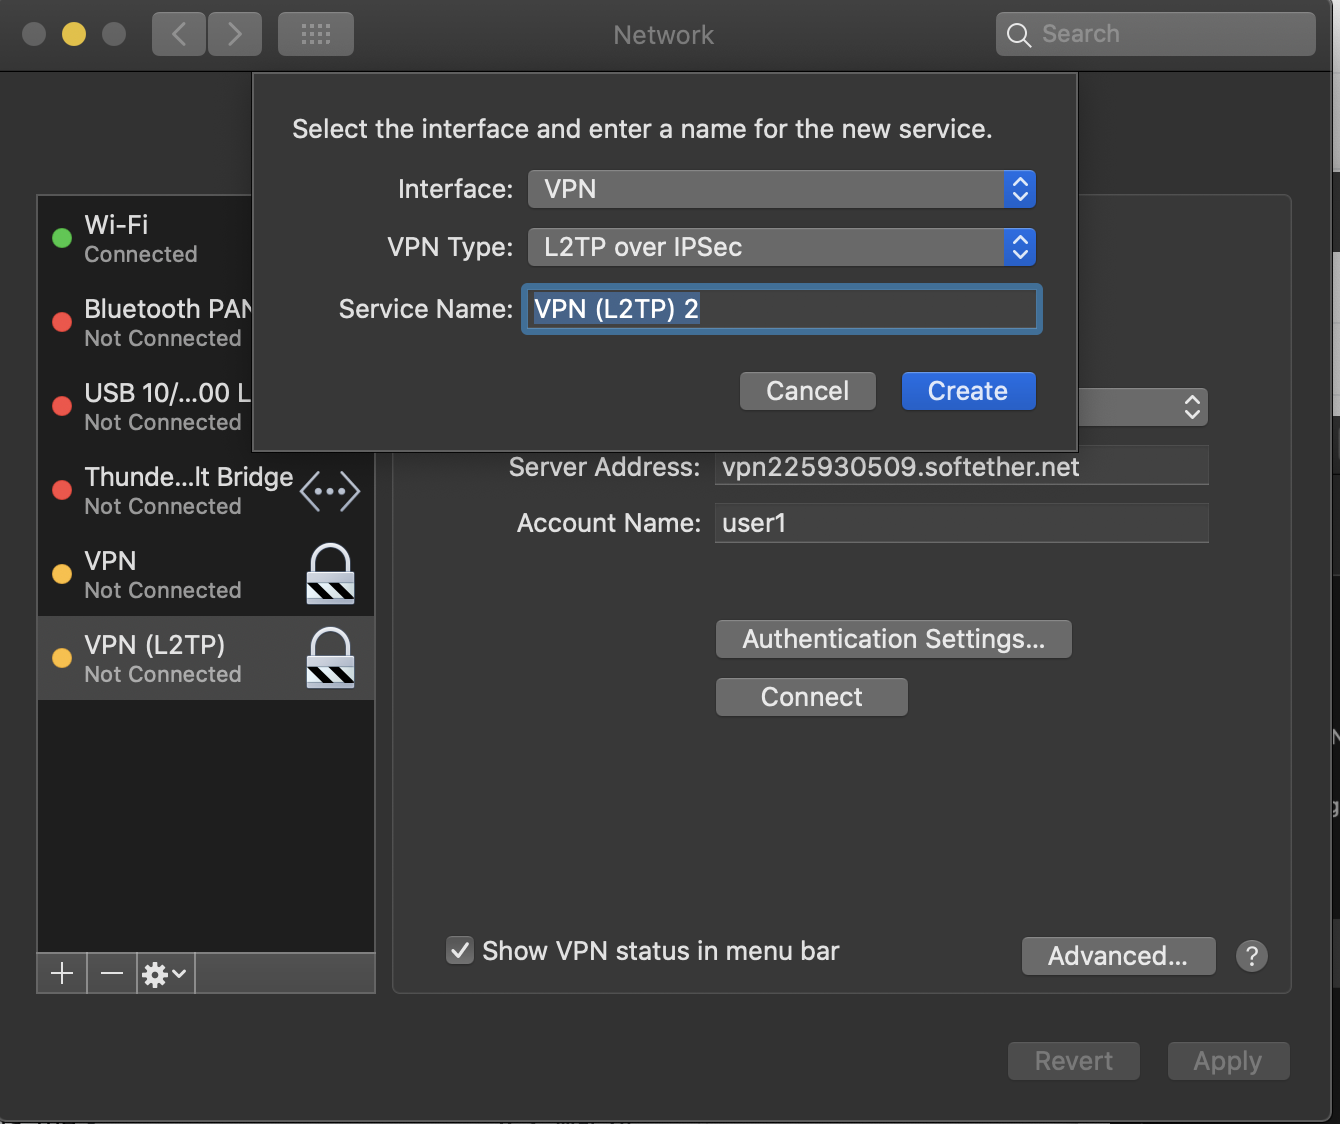 Network
Search
Select the interface and enter a name for the new service.
Interface: VPN
VPN Type: L2TP over IPSec
Service Name: VPN (L2TP) 2
Cancel
Create
Wi-Fi
Connected
Bluetooth PAN
Not Connected
USB 10/...00 L
Not Connected
Thunde...lt Bridge
Not Connected
VPN
Not Connected
VPN (L2TP)
Not Connected
Server Address: vpn225930509.softether.net
Account Name: user1
Authentication Settings...
Connect
Show VPN status in menu bar
Advanced...
?
Revert
Apply